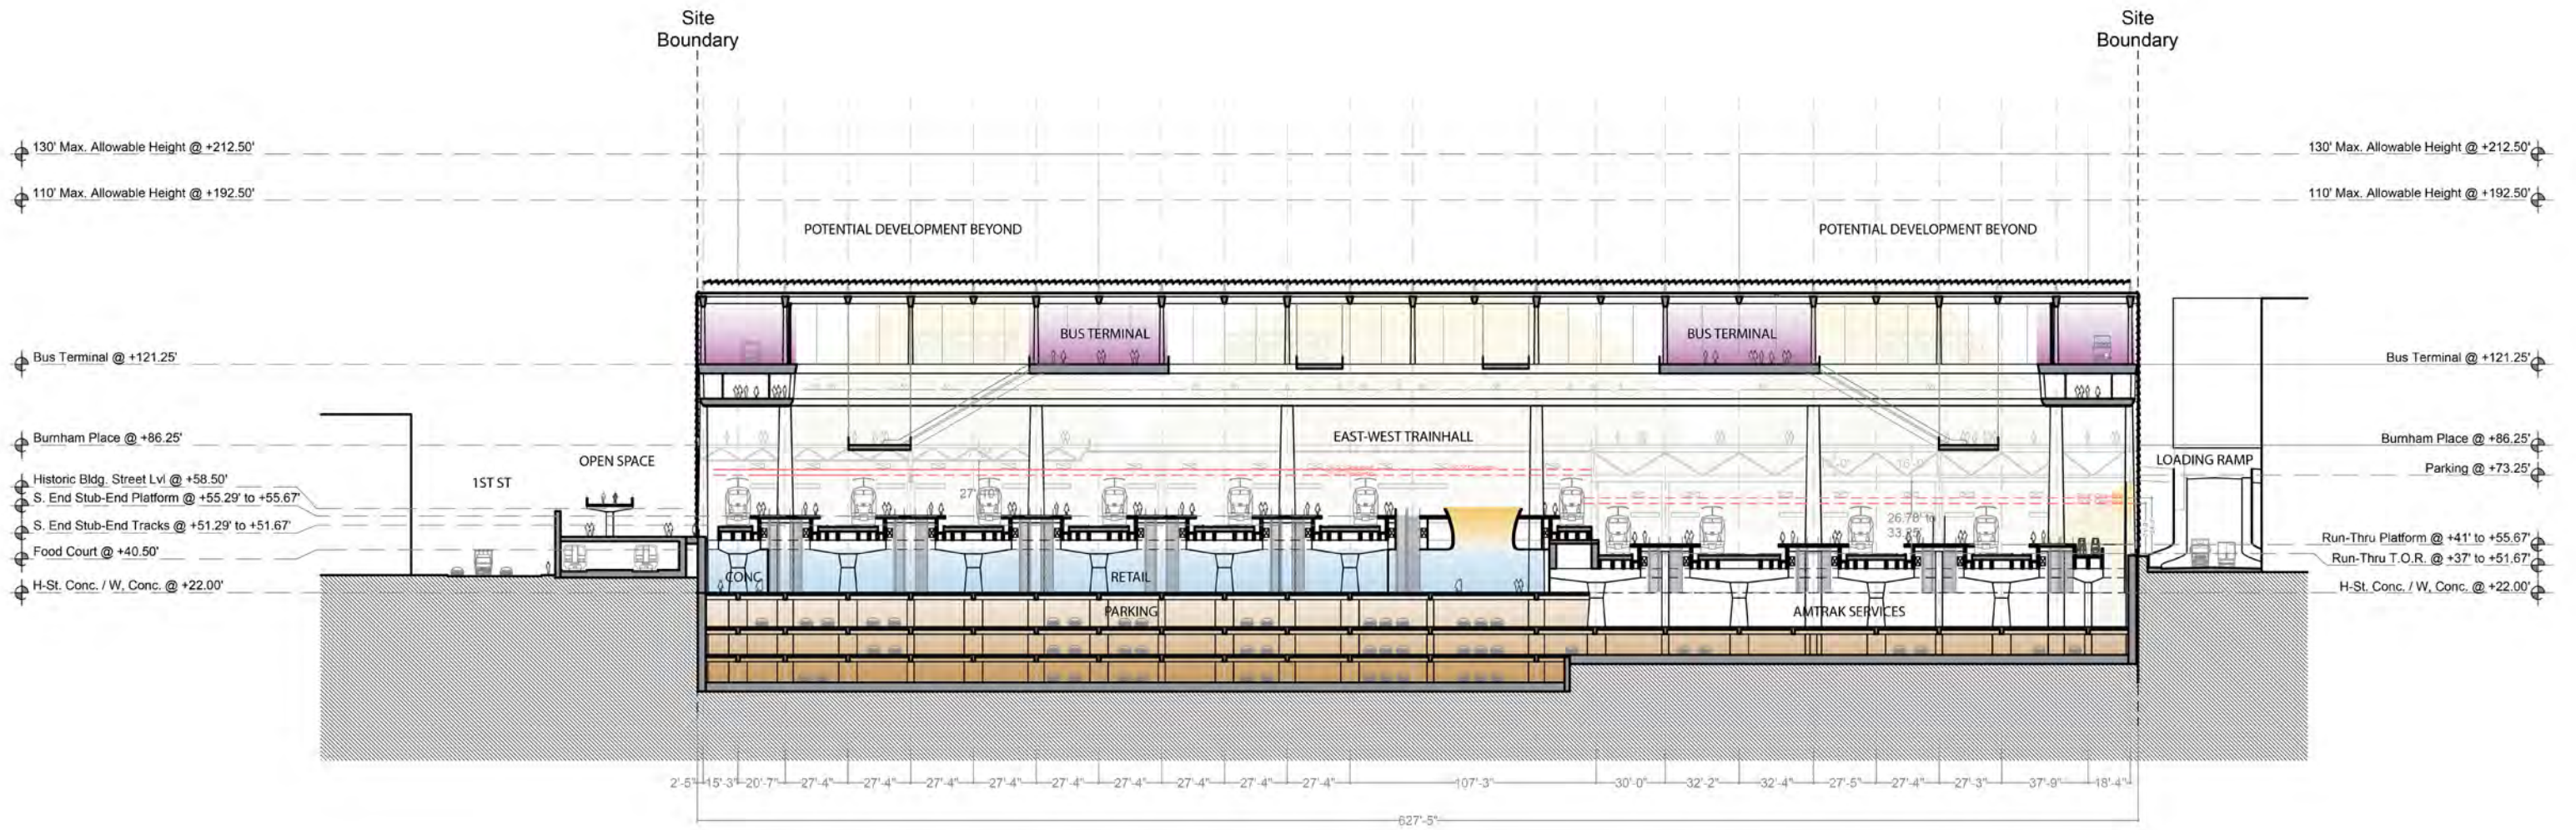 Site
Boundary
Site
Boundary
130' Max. Allowable Height @ +212.50'
130' Max. Allowable Height @ +212.50'
110' Max. Allowable Height @ +192.50'
110' Max. Allowable Height @ +192.50'
POTENTIAL DEVELOPMENT BEYOND
POTENTIAL DEVELOPMENT BEYOND
BUS TERMINAL
BUS TERMINAL
Bus Terminal @ +121.25'
Bus Terminal @ +121.25'
Burnham Place @ +86.25'
EAST-WEST TRAINHALL
Burnham Place @ +86.25'
OPEN SPACE
LOADING RAMP
Parking @ +73.25'
Historic Bldg. Street Lvl @ +58.50'
1ST ST
S. End Stub-End Platform @ +55.29' to +55.67'
27'-10"
S. End Stub-End Tracks @ +51.29' to +51.67'
26.78' to
33.25'
Run-Thru Platform @ +41' to +55.67'
Food Court @ +40.50'
Run-Thru T.O.R. @ +37' to +51.67'
CONC
RETAIL
H-St. Conc. / W, Conc. @ +22.00'
H-St. Conc. / W, Conc. @ +22.00'
PARKING
AMTRAK SERVICES
2'-5" 15'-3" 20'-7" 27'-4" 27'-4" 27'-4" 27'-4" 27'-4" 27'-4" 27'-4" 27'-4" 27'-4" 107'-3" 30'-0" 32'-2" 32'-4" 27'-5" 27'-4" 27'-3" 37'-9" 18'-4"
627'-5"